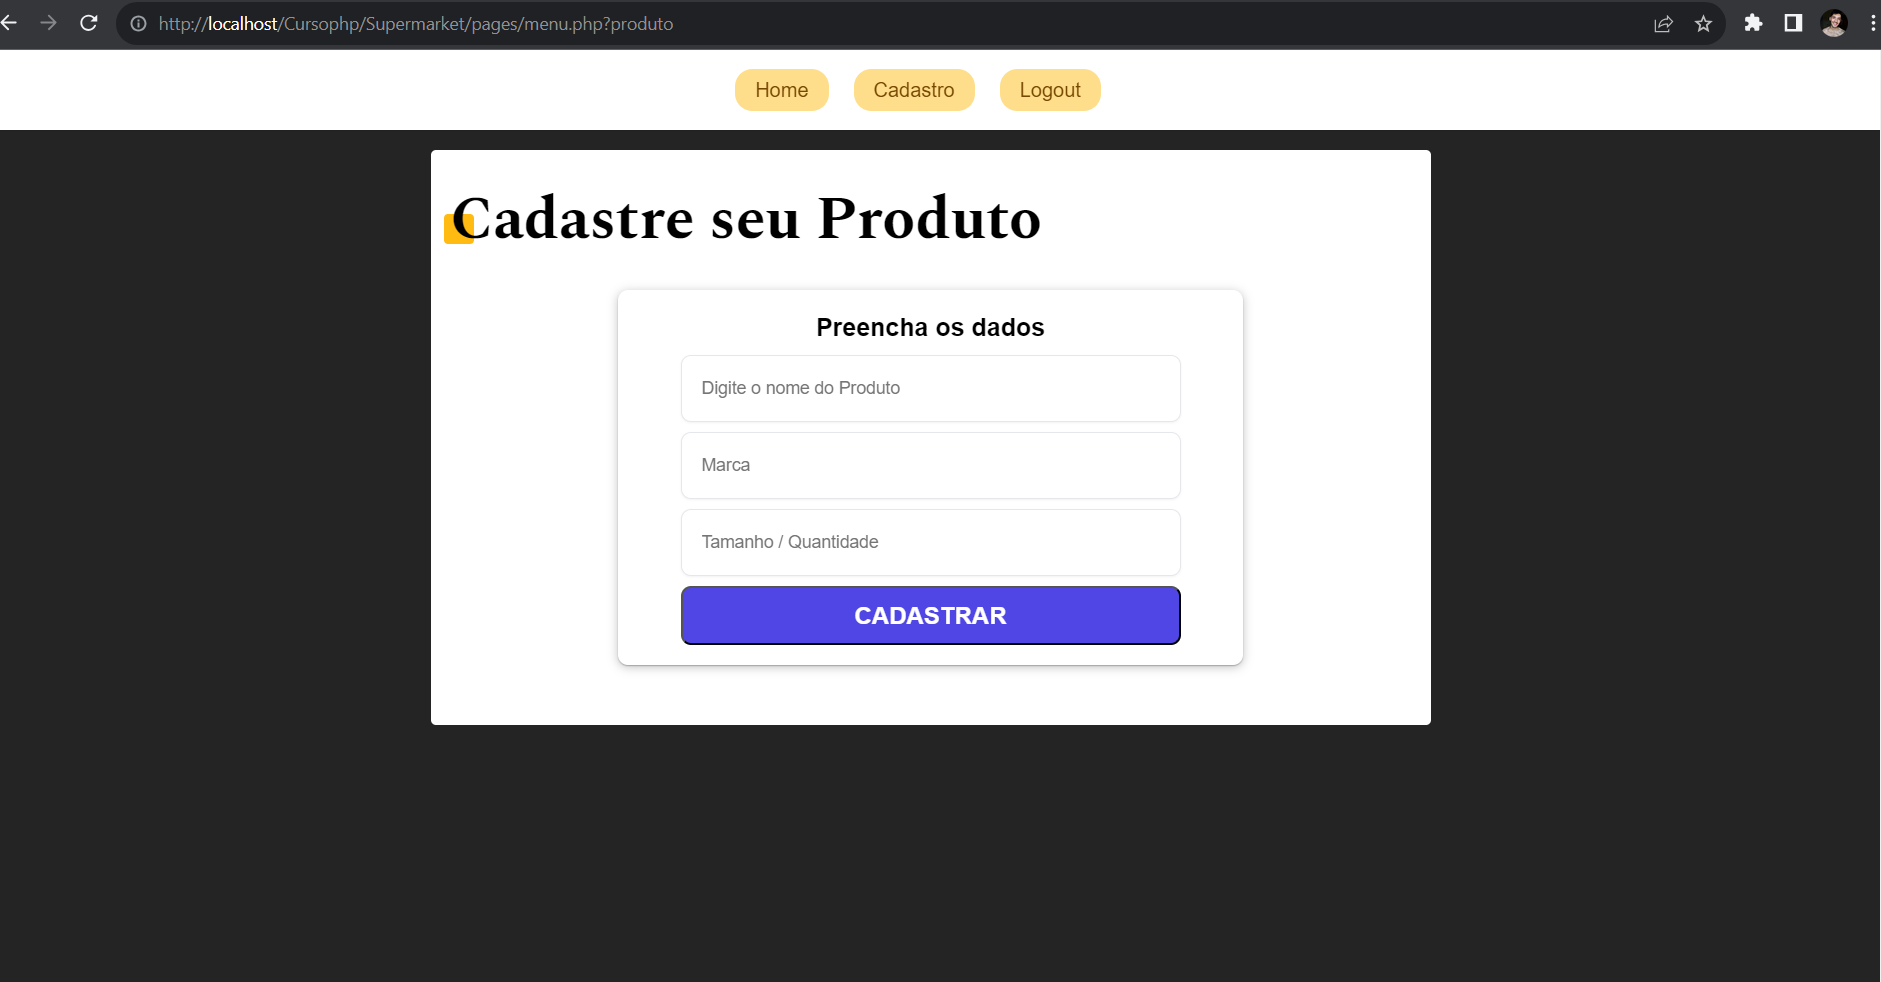 http://localhost/Cursophp/Supermarket/pages/menu.php?produto
Home Cadastro Logout
Cadastre seu Produto
Preencha os dados
Digite o nome do Produto
Marca
Tamanho / Quantidade
CADASTRAR